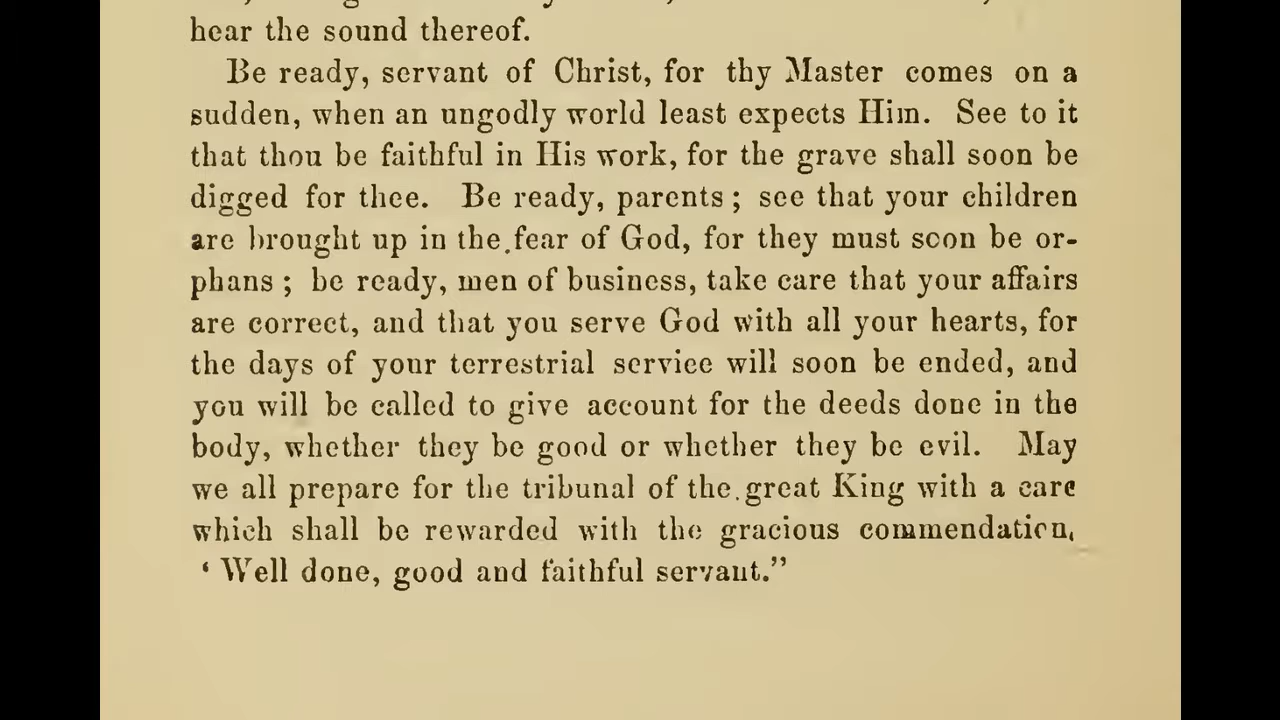 hear the sound thereof.
Be ready, servant of Christ, for thy Master comes on a
sudden, when an ungodly world least expects Him. See to it
that thou be faithful in His work, for the grave shall soon be
digged for thee. Be ready, parents; see that your children
are brought up in the fear of God, for they must soon be or-
phans; be ready, men of business, take care that your affairs
are correct, and that you serve God with all your hearts, for
the days of your terrestrial service will soon be ended, and
you will be called to give account for the deeds done in the
body, whether they be good or whether they be evil. May
we all prepare for the tribunal of the great King with a care
which shall be rewarded with the gracious commendation,
‘ Well done, good and faithful servant.”